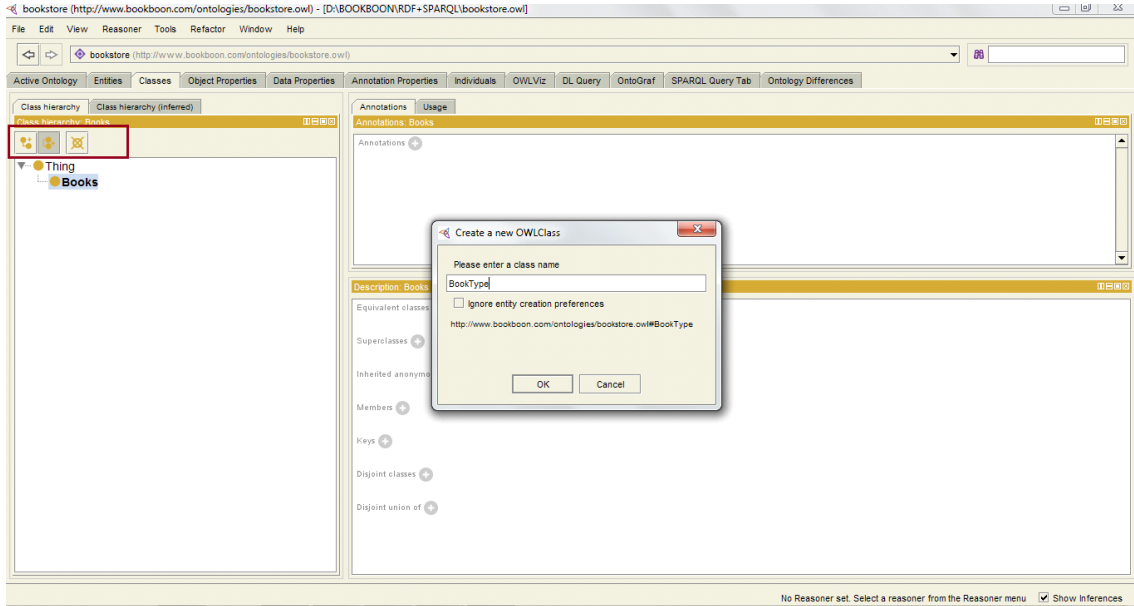 bookstore (http://www.bookboon.com/ontologies/bookstore.owl) - [D:\BOOKBOON\RDF+SPARQL\bookstore.owl]
File Edit View Reasoner Tools Refactor Window Help
bookstore (http://www.bookboon.com/ontologies/bookstore.owl)
Active Ontology Entities Classes Object Properties Data Properties Annotation Properties Individuals OWLViz DL Query OntoGraf SPARQL Query Tab Ontology Differences
Class hierarchy Class hierarchy (inferred)
Class hierarchy: Books
Thing
Books
Annotations Usage
Annotations: Books
Annotations
Create a new OWLClass
Please enter a class name
BookType
Ignore entity creation preferences
http://www.bookboon.com/ontologies/bookstore.owl#BookType
OK Cancel
Description: Books
Equivalent classes
Superclasses
Inherited anonymo
Members
Keys
Disjoint classes
Disjoint union of
No Reasoner set. Select a reasoner from the Reasoner menu Show Inferences